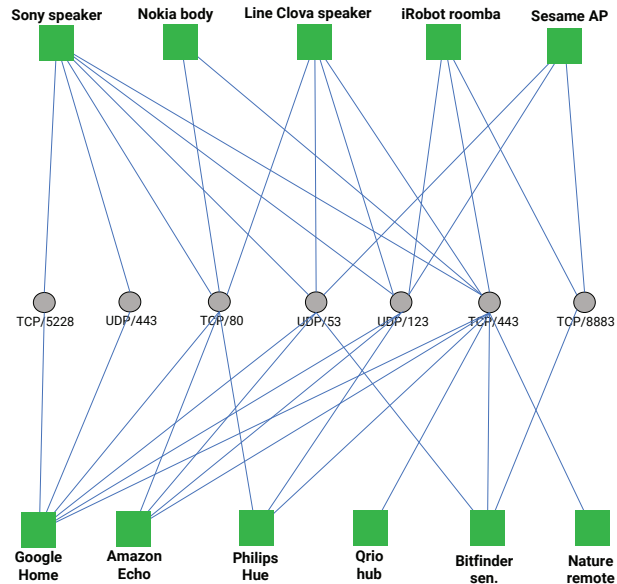 Sony speaker
Nokia body
Line Clova speaker
iRobot roomba
Sesame AP
TCP/5228
UDP/443
TCP/80
UDP/53
UDP/123
TCP/443
TCP/8883
Google
Home
Amazon
Echo
Philips
Hue
Qrio
hub
Bitfinder
sen.
Nature
remote